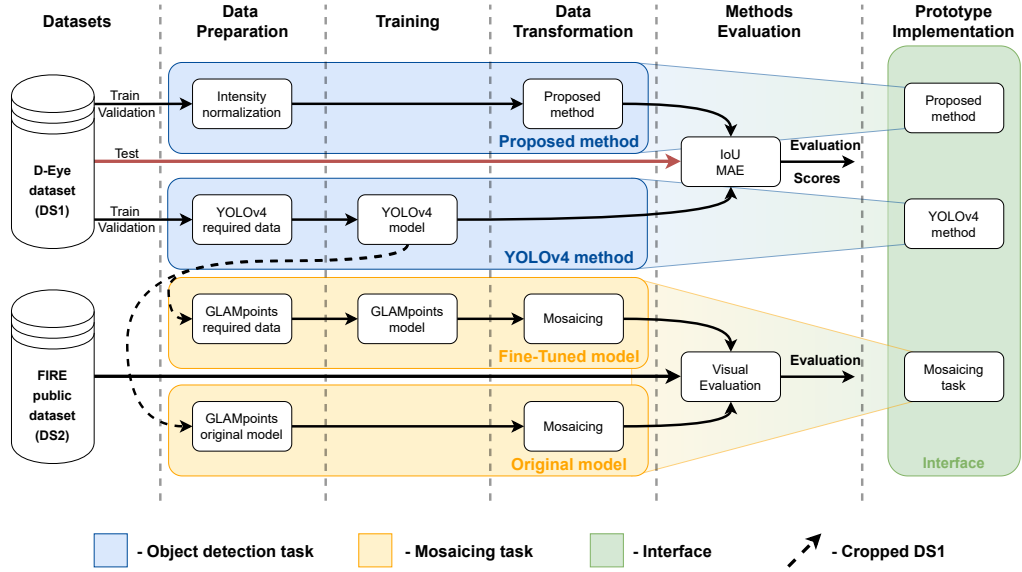 Datasets
Data
Preparation
Training
Data
Transformation
Methods
Evaluation
Prototype
Implementation
D-Eye
dataset
(DS1)
Train
Validation
Intensity
normalization
Proposed
method
Proposed method
Test
IoU
MAE
Evaluation
Scores
Proposed
method
Train
Validation
YOLOv4
required data
YOLOv4
model
YOLOv4 method
YOLOv4
method
FIRE
public
dataset
(DS2)
GLAMpoints
required data
GLAMpoints
model
Mosaicing
Fine-Tuned model
Visual
Evaluation
Evaluation
Mosaicing
task
GLAMpoints
original model
Mosaicing
Original model
Interface
- Object detection task
- Mosaicing task
- Interface
- Cropped DS1